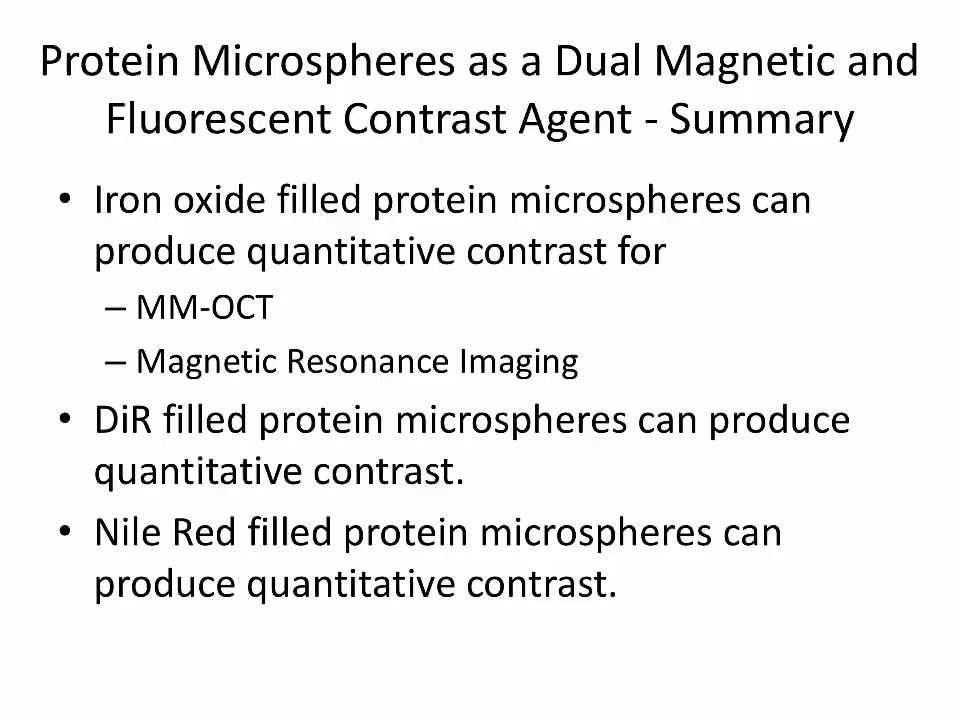 Protein Microspheres as a Dual Magnetic and
Fluorescent Contrast Agent - Summary
• Iron oxide filled protein microspheres can
produce quantitative contrast for
– MM-OCT
– Magnetic Resonance Imaging
• DiR filled protein microspheres can produce
quantitative contrast.
• Nile Red filled protein microspheres can
produce quantitative contrast.